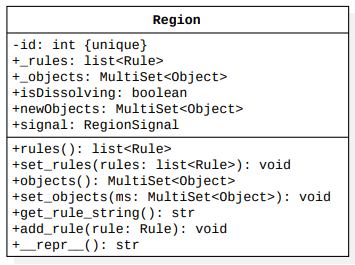 Region
-id: int {unique}
+_rules: list<Rule>
+_objects: MultiSet<Object>
+isDissolving: boolean
+newObjects: MultiSet<Object>
+signal: RegionSignal
+rules(): list<Rule>
+set_rules(rules: list<Rule>): void
+objects(): MultiSet<Object>
+set_objects(ms: MultiSet<Object>): void
+get_rule_string(): str
+add_rule(rule: Rule): void
+__repr__(): str